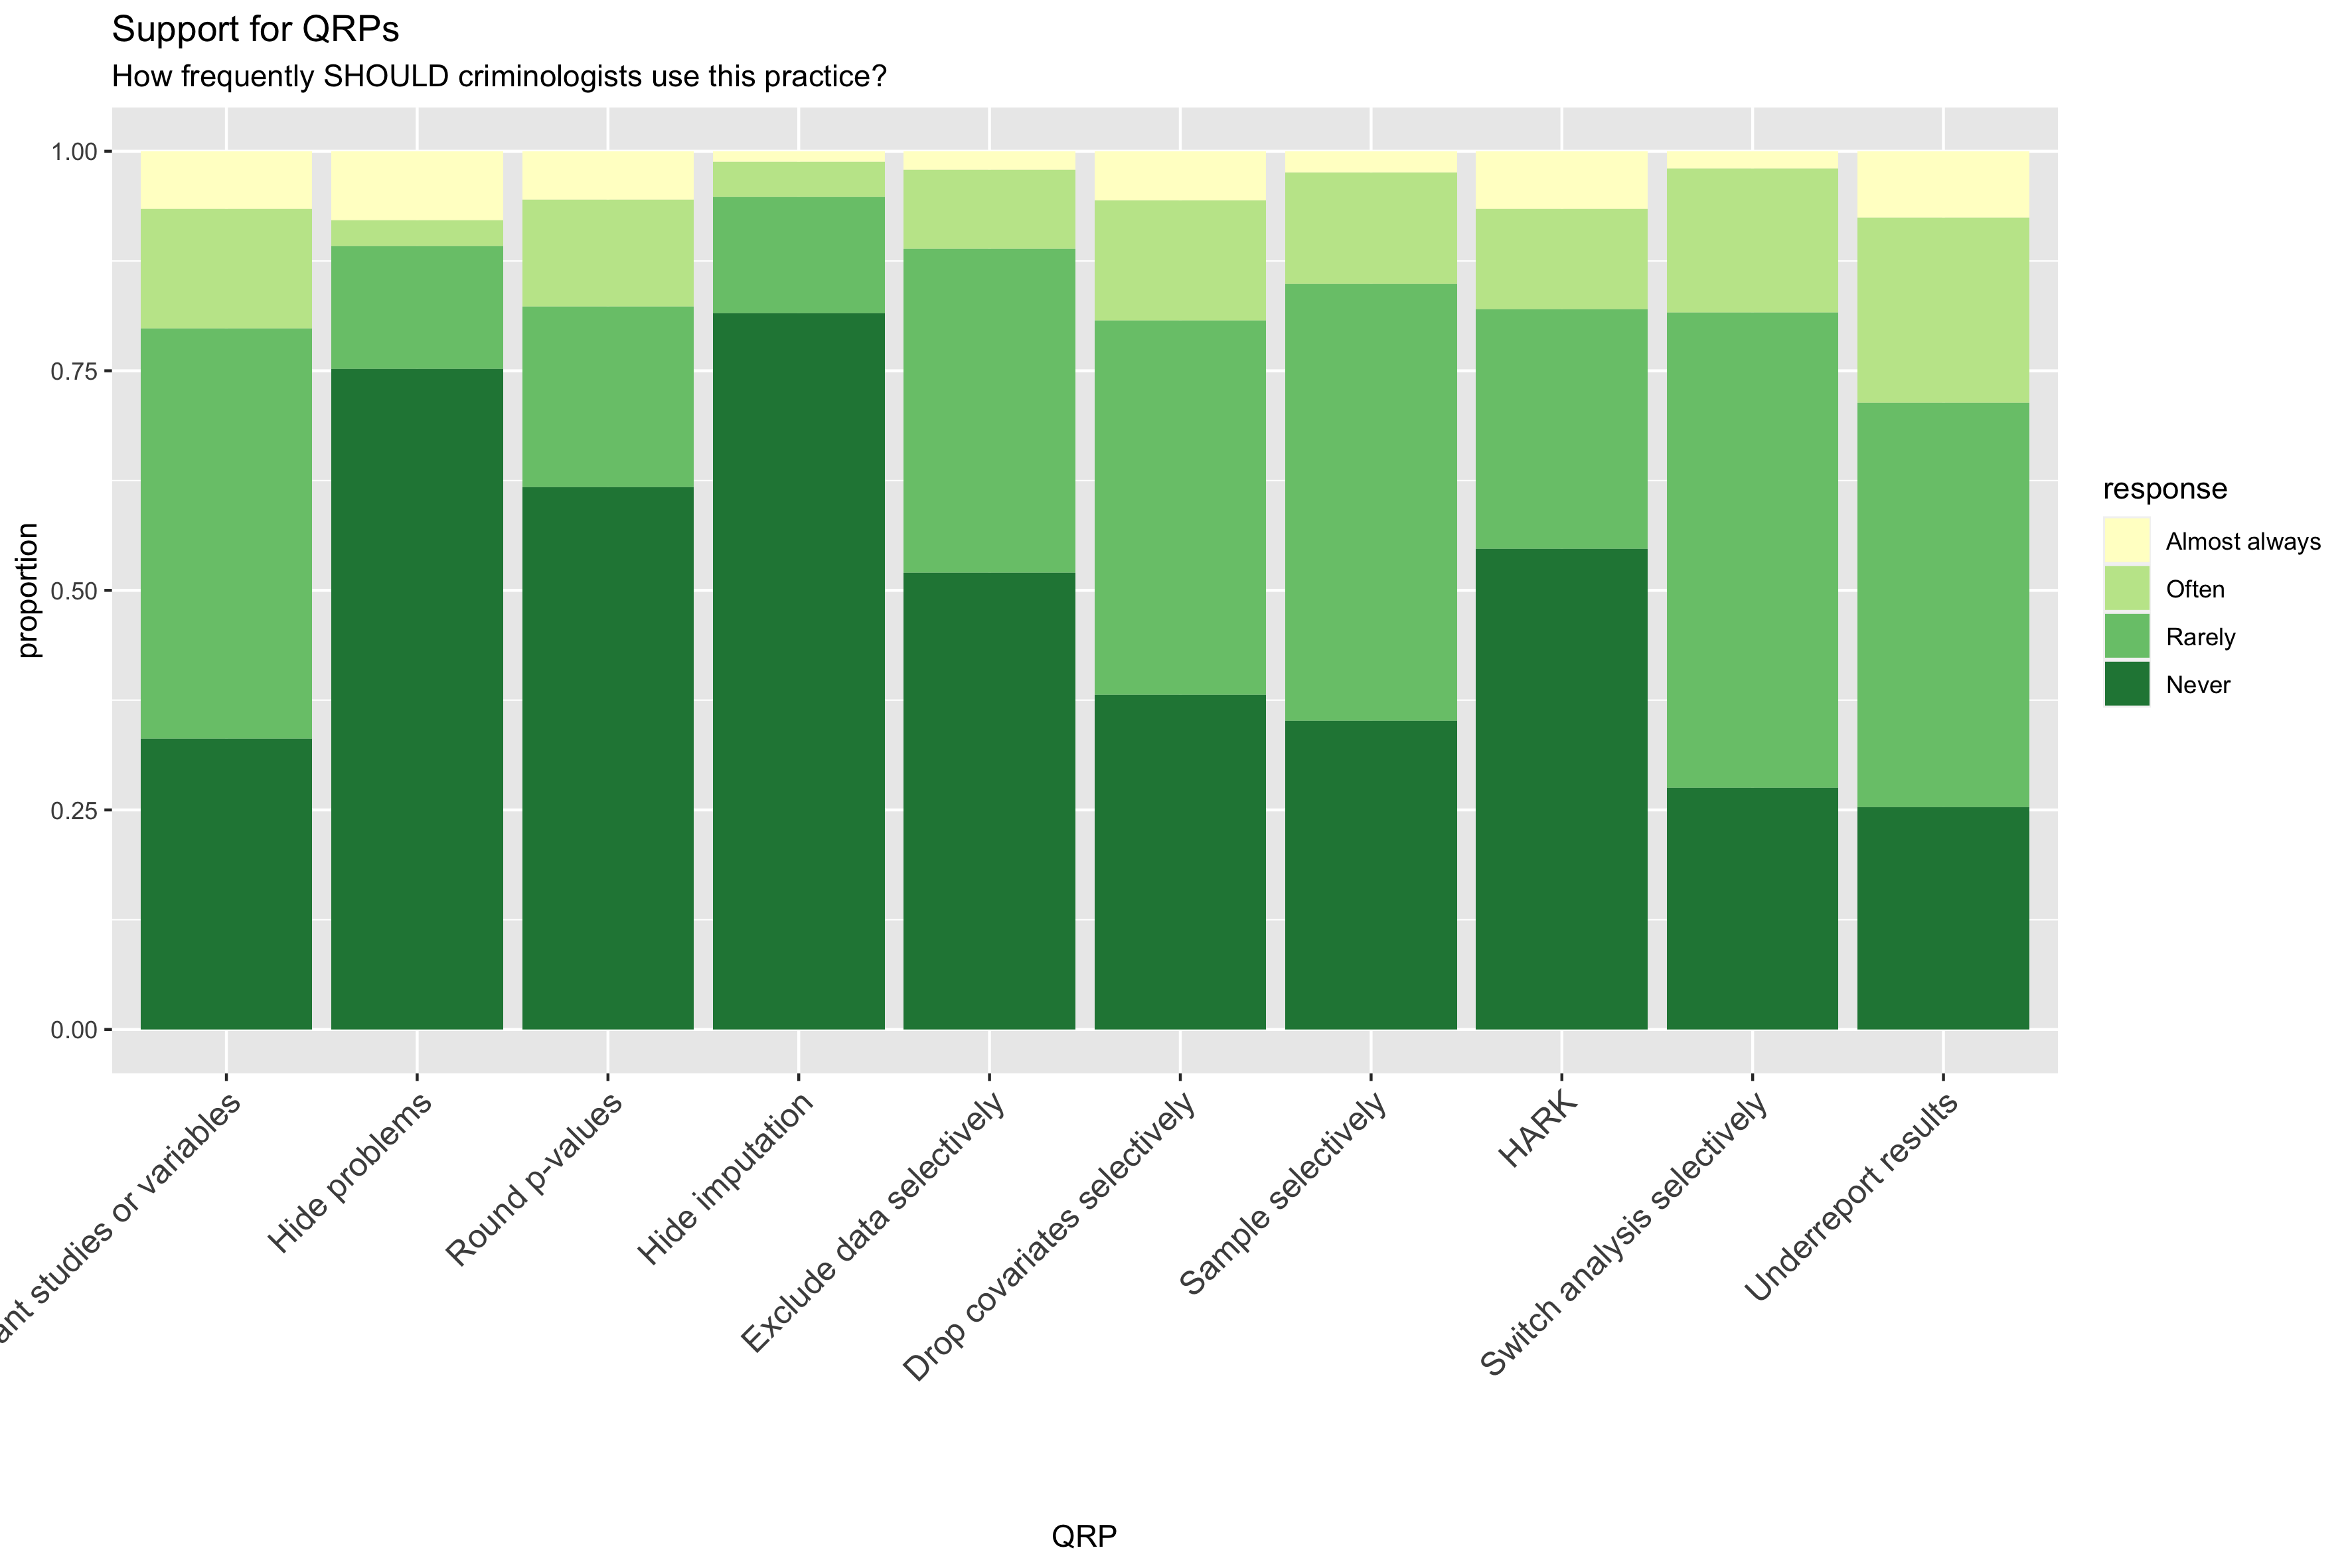 Support for QRPs
How frequently SHOULD criminologists use this practice?
proportion
1.00
0.75
0.50
0.25
0.00
studies or variables
Hide problems
Round p-values
Hide imputation
Exclude data selectively
Drop covariates selectively
Sample selectively
HARK
Switch analysis selectively
Underreport results
QRP
response
Almost always
Often
Rarely
Never